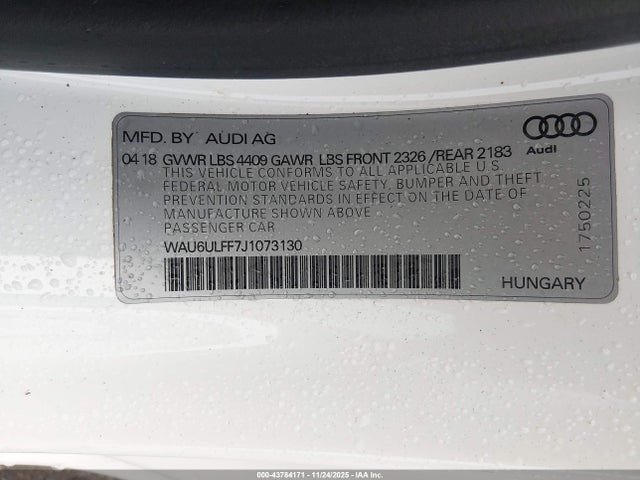 MFD. BY AUDI AG
Audi
04 18 GVWR LBS 4409 GAWR LBS FRONT 2326 /REAR 2183
THIS VEHICLE CONFORMS TO ALL APPLICABLE U.S.
FEDERAL MOTOR VEHICLE SAFETY, BUMPER AND THEFT
PREVENTION STANDARDS IN EFFECT ON THE DATE OF
MANUFACTURE SHOWN ABOVE
PASSENGER CAR
WAU6ULFF7J1073130
HUNGARY
1750225
000-43784171 - 11/24/2025 - IAAI.com